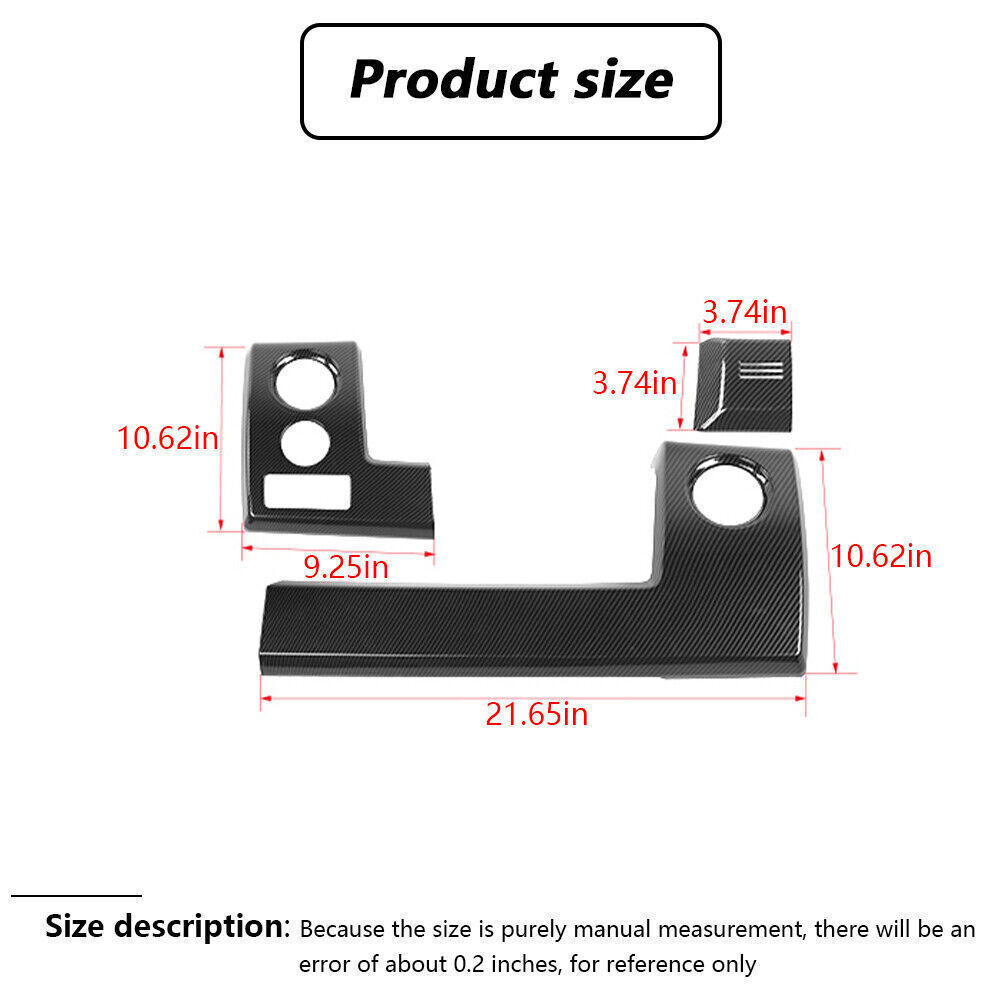 Product size
3.74in
3.74in
10.62in
10.62in
9.25in
21.65in
Size description: Because the size is purely manual measurement, there will be an
error of about 0.2 inches, for reference only